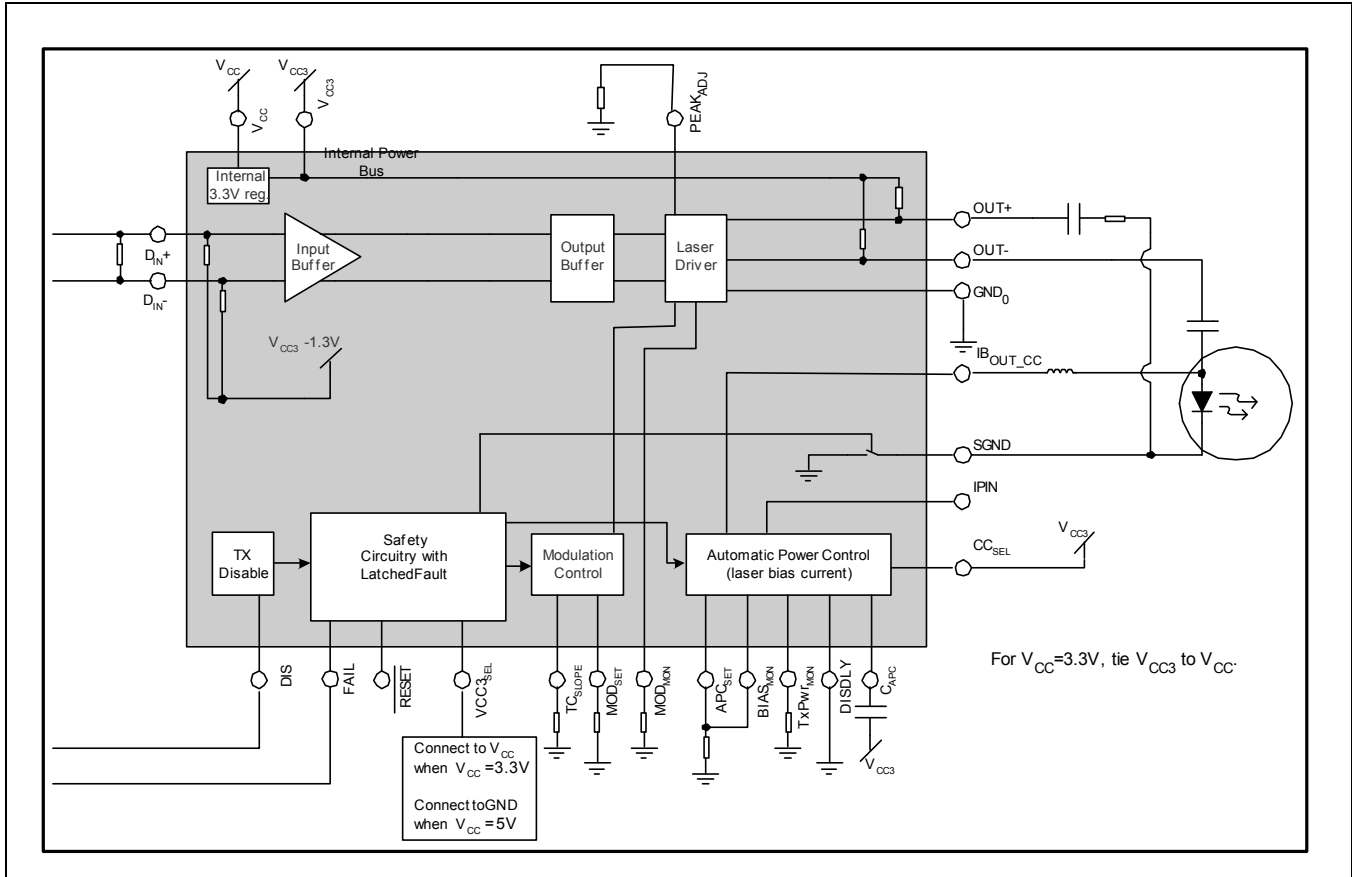 VCC
VCC3
VCC
VCC3
PEAKADJ
Internal Power
Bus
Internal
3.3V reg.
OUT+
DIN+
Input
Buffer
Output
Buffer
Laser
Driver
OUT-
DIN-
GND0
VCC3 -1.3V
IBOUT_CC
SGND
IPIN
VCC3
CCSEL
TX
Disable
Safety
Circuitry with
LatchedFault
Modulation
Control
Automatic Power Control
(laser bias current)
DIS
FAIL
RESET
VCC3SEL
TCSLOPE
MODSET
MODMON
APCSET
BIASMON
TxPwrMON
DISDLY
CAPC
For VCC=3.3V, tie VCC3 to VCC.
VCC3
Connect to VCC
when VCC =3.3V
ConnecttoGND
when VCC =5V